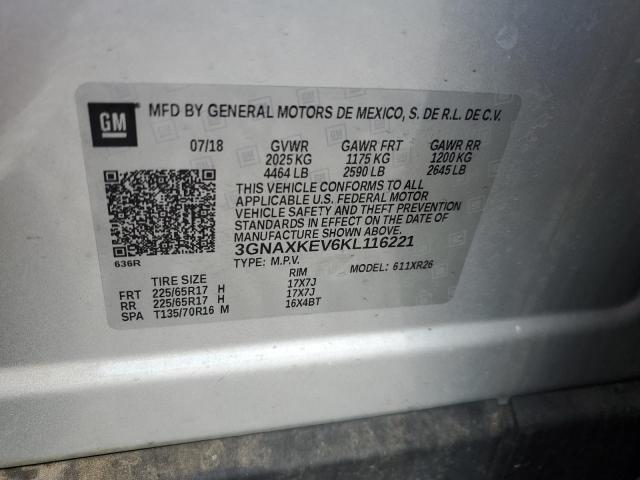 GM
MFD BY GENERAL MOTORS DE MEXICO, S. DE R.L. DE C.V.
07/18 GVWR GAWR FRT GAWR RR
2025 KG 1175 KG 1200 KG
4464 LB 2590 LB 2645 LB
THIS VEHICLE CONFORMS TO ALL
APPLICABLE U.S. FEDERAL MOTOR
VEHICLE SAFETY AND THEFT PREVENTION
STANDARDS IN EFFECT ON THE DATE OF
MANUFACTURE SHOWN ABOVE.
3GNAXKEV6KL116221
636R TYPE: M.P.V. MODEL: 611XR26
TIRE SIZE RIM
FRT 225/65R17 H 17X7J
RR 225/65R17 H 17X7J
SPA T135/70R16 M 16X4BT